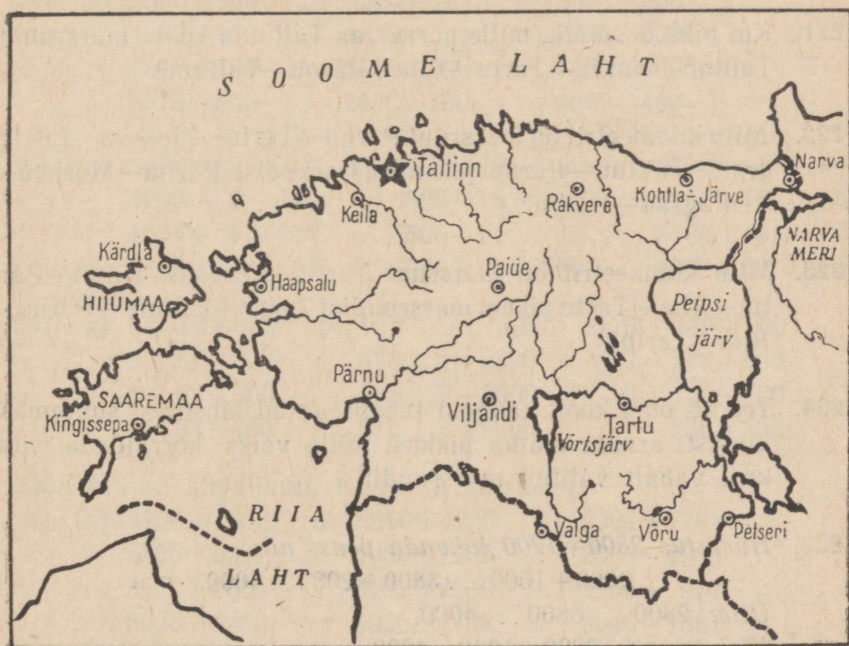 SOOME LAHT
Tallinn
Narva
Keila
Rakvere
Kohtla-Järve
NARVA
MERI
Kärdla
HIIUMAA
Haapsalu
Paide
Peipsi
järv
SAAREMAA
Kingissepa
Pärnu
Viljandi
Tartu
Võrtsjärv
RIIA
LAHT
Valga
Võru
Petseri